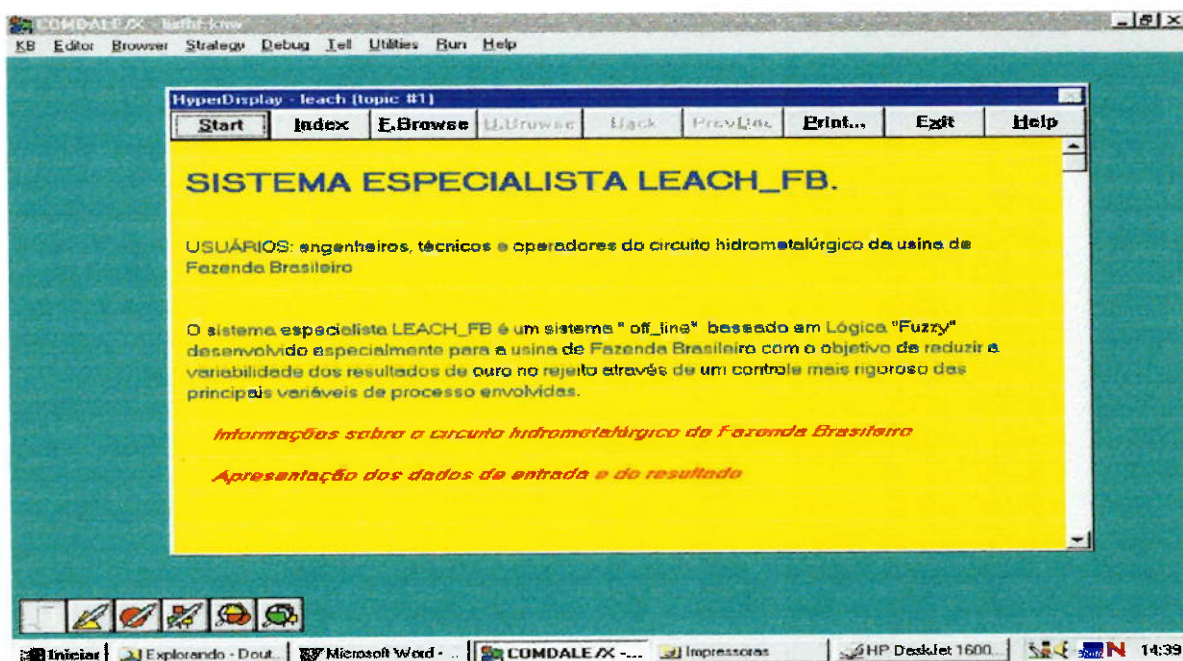 COMDALE/X -
KB Editor Browser Strategy Debug Tell Utilities Run Help
HyperDisplay - leach (topic #1)
Start Index F.Browse Back Print... Exit Help
SISTEMA ESPECIALISTA LEACH_FB.
USUÁRIOS: engenheiros, técnicos e operadores do circuito hidrometalúrgico da usina de
Fazenda Brasileiro
O sistema especialista LEACH_FB é um sistema " off_line" baseado em Lógica "Fuzzy"
desenvolvido especialmente para a usina de Fazenda Brasileiro com o objetivo de reduzir a
variabilidade dos resultados de ouro no rejeito através de um controle mais rigoroso das
principais variáveis de processo envolvidas.
Informações sobre o circuito hidrometalúrgico de Fazenda Brasileiro
Apresentação dos dados de entrada e do resultado
Iniciar Explorando - Dout... Microsoft Word - ... COMDALE/X -... Impressoras HP DeskJet 1600... N 14:39